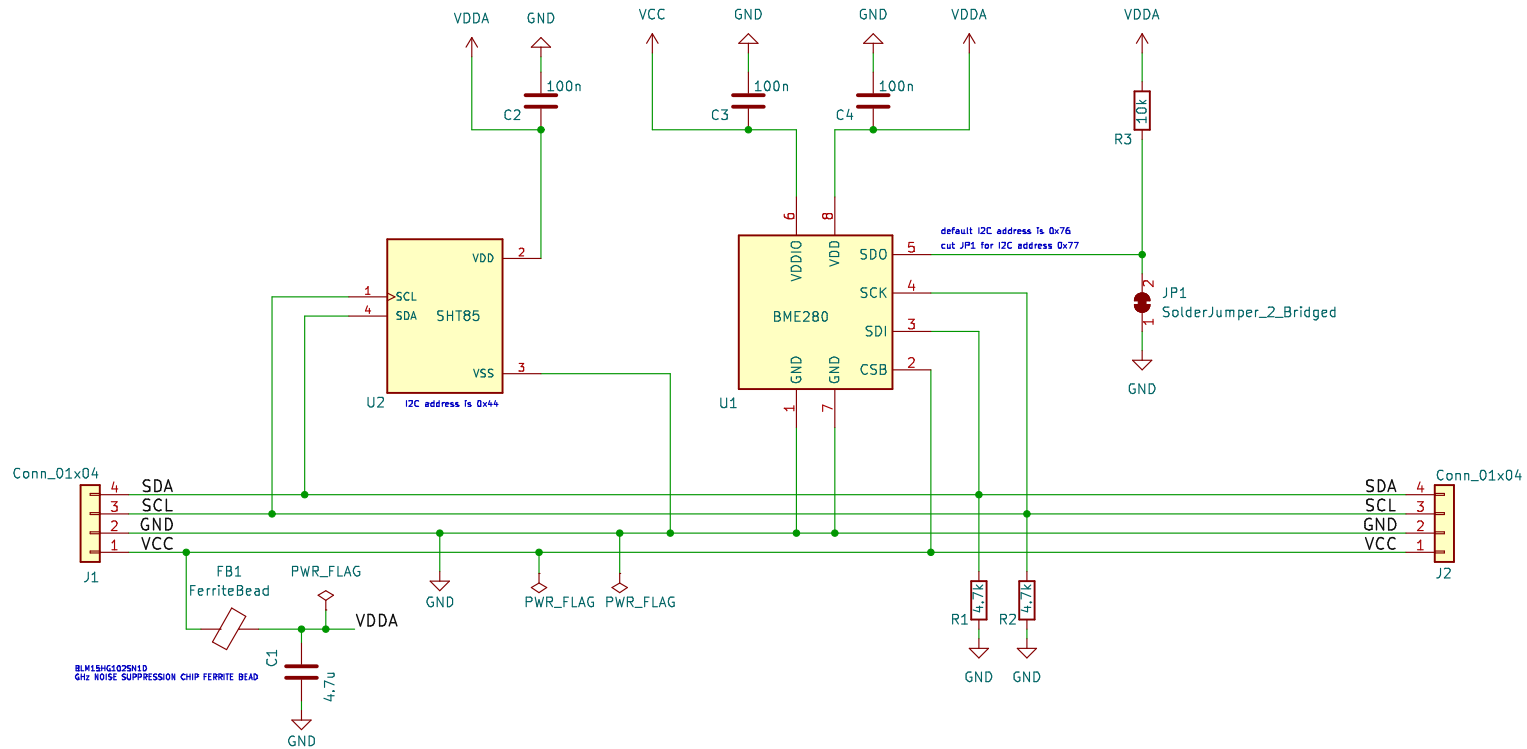 VDDA
GND
VCC
GND
GND
VDDA
VDDA
100n
100n
100n
C2
C3
C4
10k
R3
6
8
default I2C address is 0x76
cut JP1 for I2C address 0x77
VDDIO
VDD
SDO
5
VDD
2
1
SCL
4
SDA
SHT85
SCK
4
BME280
SDI
3
2
JP1
SolderJumper_2_Bridged
1
VSS
3
GND
GND
CSB
2
GND
U2
I2C address is 0x44
U1
1
7
Conn_01x04
Conn_01x04
4
SDA
SDA
4
3
SCL
SCL
3
2
GND
GND
2
1
VCC
VCC
1
J1
J2
FB1
FerriteBead
PWR_FLAG
GND
PWR_FLAG
PWR_FLAG
4.7k
4.7k
R1
R2
VDDA
C1
4.7u
BLM15HG102SN1D
GHz NOISE SUPPRESSION CHIP FERRITE BEAD
GND
GND
GND